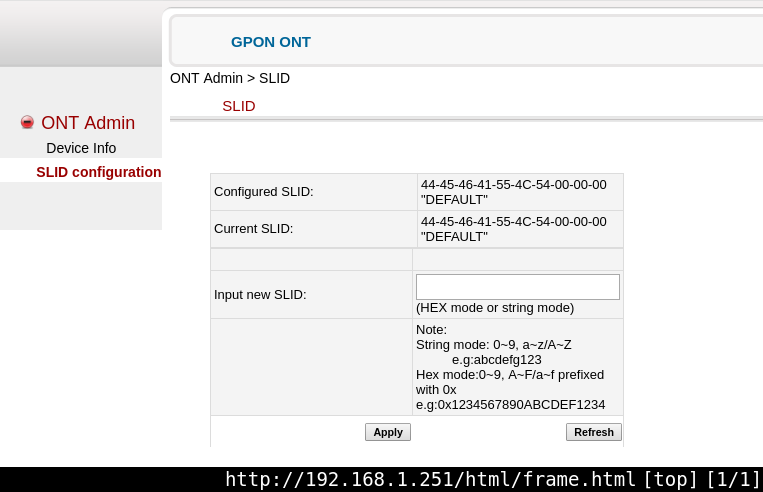 GPON ONT
ONT Admin > SLID
SLID
ONT Admin
Device Info
SLID configuration
Configured SLID:
44-45-46-41-55-4C-54-00-00-00
"DEFAULT"
Current SLID:
44-45-46-41-55-4C-54-00-00-00
"DEFAULT"
Input new SLID:
(HEX mode or string mode)
Note:
String mode: 0~9, a~z/A~Z
e.g:abcdefg123
Hex mode:0~9, A~F/a~f prefixed
with 0x
e.g:0x1234567890ABCDEF1234
Apply
Refresh
http://192.168.1.251/html/frame.html [top] [1/1]